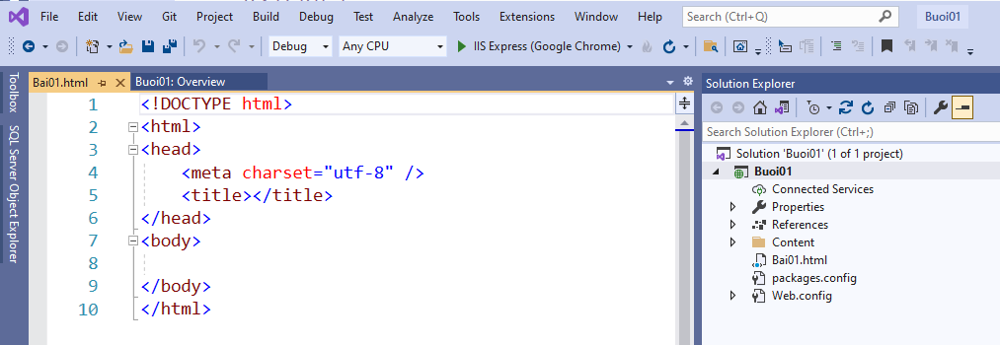 File Edit View Git Project Build Debug Test Analyze Tools Extensions Window Help Search (Ctrl+Q) Buoi01
Debug Any CPU IIS Express (Google Chrome)
Toolbox
SQL Server Object Explorer
Bai01.html Buoi01: Overview
1 <!DOCTYPE html>
2 <html>
3 <head>
4 <meta charset="utf-8" />
5 <title></title>
6 </head>
7 <body>
8
9 </body>
10 </html>
Solution Explorer
Search Solution Explorer (Ctrl+;)
Solution 'Buoi01' (1 of 1 project)
Buoi01
Connected Services
Properties
References
Content
Bai01.html
packages.config
Web.config